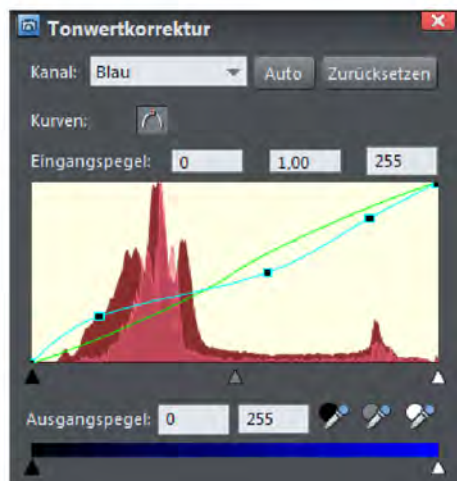 Tonwertkorrektur
Kanal: Blau Auto Zurücksetzen
Kurven:
Eingangspegel: 0 1,00 255
Ausgangspegel: 0 255